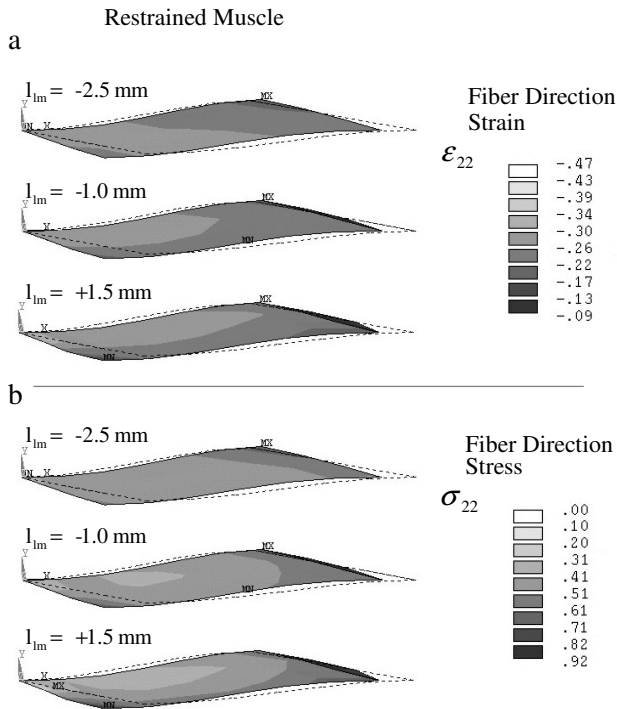 Restrained Muscle
a
l_lm = -2.5 mm
MX
Y
X
l_lm = -1.0 mm
MX
X
MN
l_lm = +1.5 mm
MX
Y
X
MN
Fiber Direction
Strain
ε22
-.47
-.43
-.39
-.34
-.30
-.26
-.22
-.17
-.13
-.09
b
l_lm = -2.5 mm
MX
Y
X
l_lm = -1.0 mm
MX
Y
X
MN
l_lm = +1.5 mm
Y
X
MX
MN
Fiber Direction
Stress
σ22
.00
.10
.20
.31
.41
.51
.61
.71
.82
.92